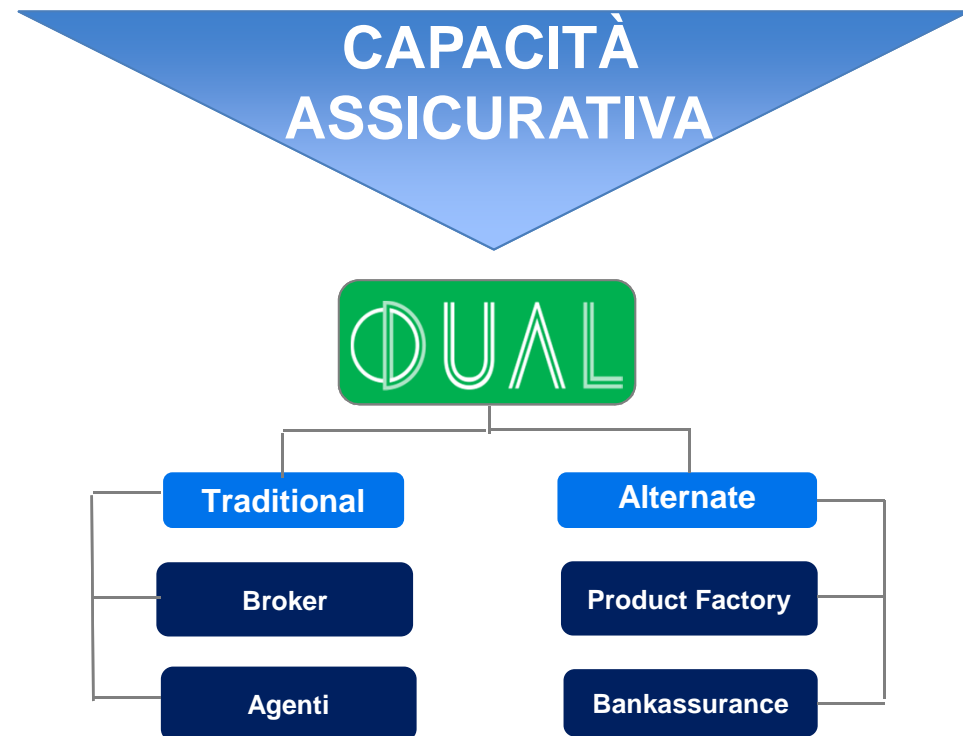 CAPACITÀ
ASSICURATIVA
DUAL
Traditional
Alternate
Broker
Product Factory
Agenti
Bankassurance